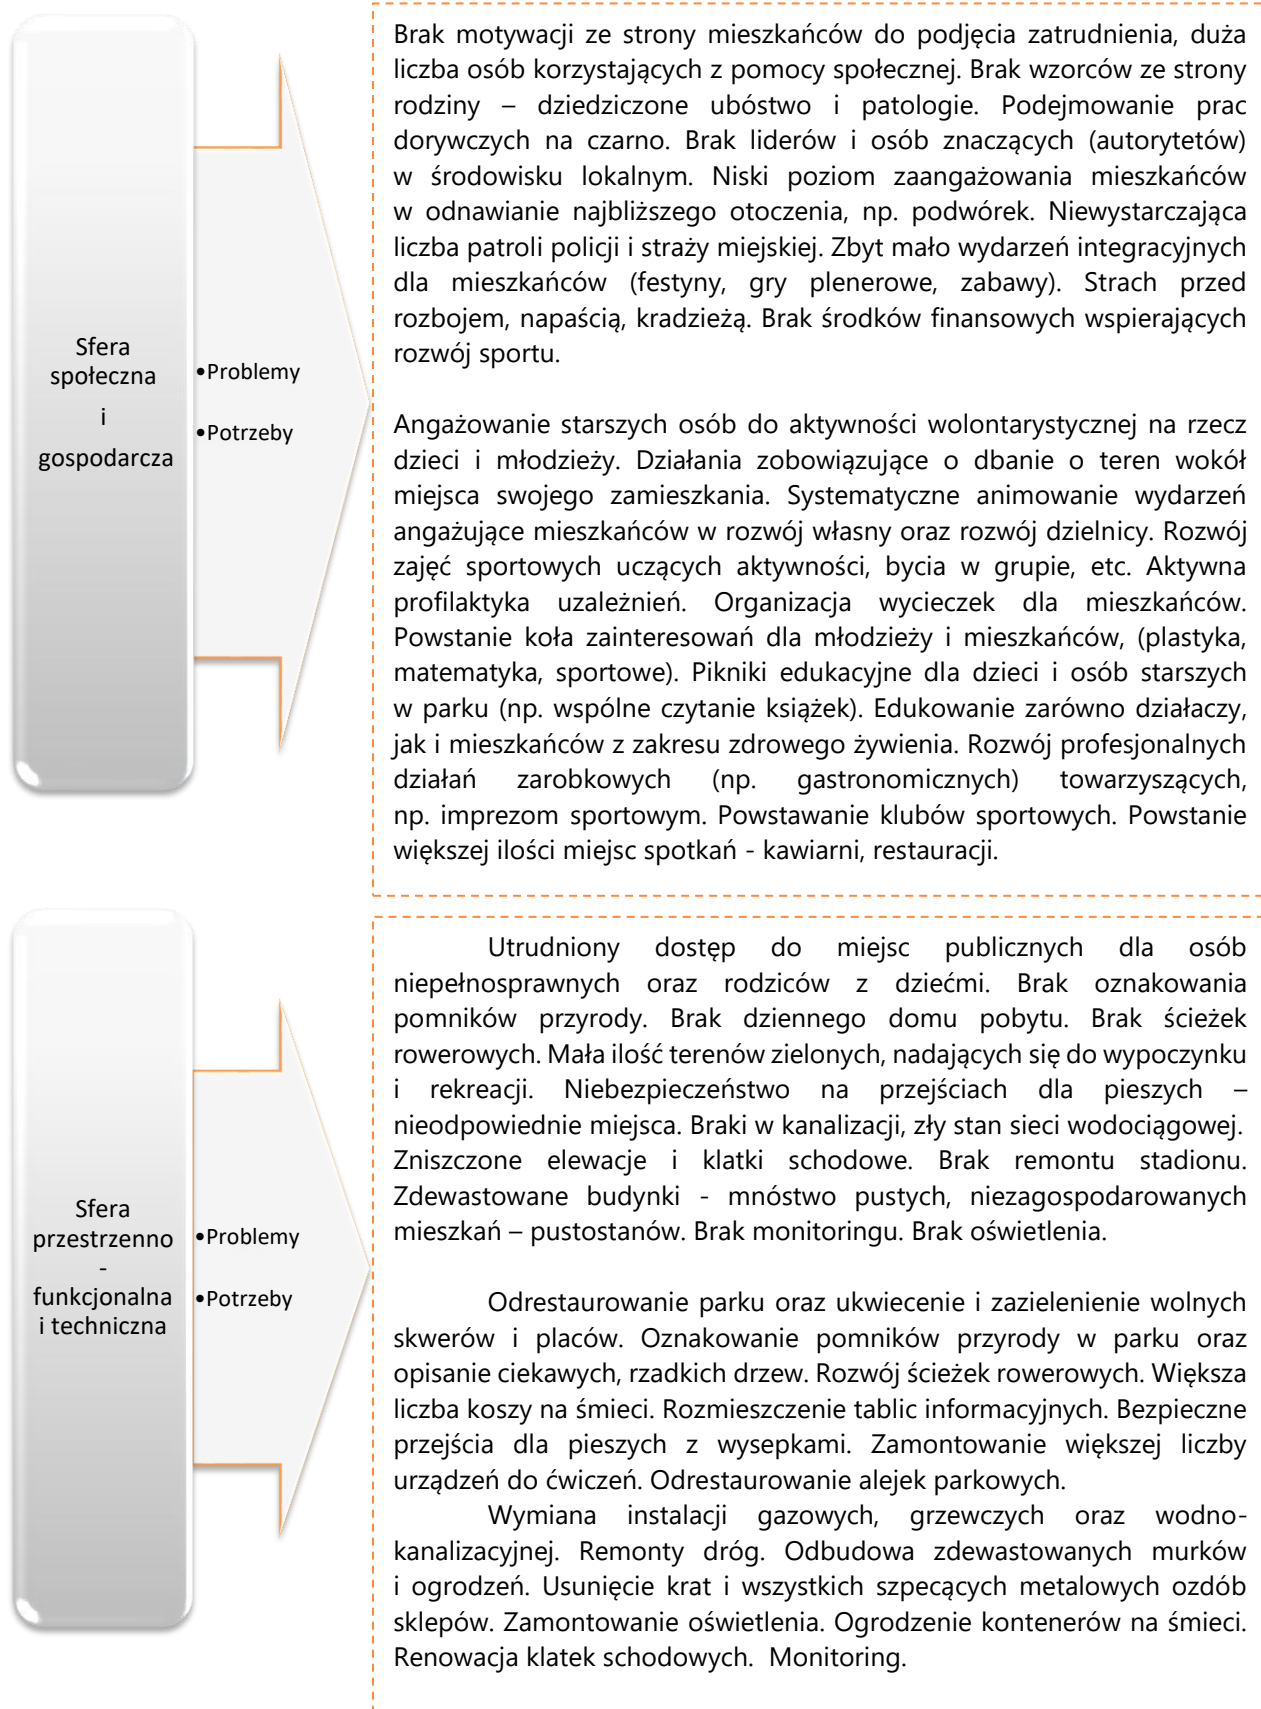 Sfera
społeczna
i
gospodarcza
•Problemy
•Potrzeby
Brak motywacji ze strony mieszkańców do podjęcia zatrudnienia, duża
liczba osób korzystających z pomocy społecznej. Brak wzorców ze strony
rodziny – dziedziczone ubóstwo i patologie. Podejmowanie prac
dorywczych na czarno. Brak liderów i osób znaczących (autorytetów)
w środowisku lokalnym. Niski poziom zaangażowania mieszkańców
w odnawianie najbliższego otoczenia, np. podwórek. Niewystarczająca
liczba patroli policji i straży miejskiej. Zbyt mało wydarzeń integracyjnych
dla mieszkańców (festyny, gry plenerowe, zabawy). Strach przed
rozbojem, napaścią, kradzieżą. Brak środków finansowych wspierających
rozwój sportu.
Angażowanie starszych osób do aktywności wolontarystycznej na rzecz
dzieci i młodzieży. Działania zobowiązujące o dbanie o teren wokół
miejsca swojego zamieszkania. Systematyczne animowanie wydarzeń
angażujące mieszkańców w rozwój własny oraz rozwój dzielnicy. Rozwój
zajęć sportowych uczących aktywności, bycia w grupie, etc. Aktywna
profilaktyka uzależnień. Organizacja wycieczek dla mieszkańców.
Powstanie koła zainteresowań dla młodzieży i mieszkańców, (plastyka,
matematyka, sportowe). Pikniki edukacyjne dla dzieci i osób starszych
w parku (np. wspólne czytanie książek). Edukowanie zarówno działaczy,
jak i mieszkańców z zakresu zdrowego żywienia. Rozwój profesjonalnych
działań zarobkowych (np. gastronomicznych) towarzyszących,
np. imprezom sportowym. Powstawanie klubów sportowych. Powstanie
większej ilości miejsc spotkań - kawiarni, restauracji.
Sfera
przestrzenno
-
funkcjonalna
i techniczna
•Problemy
•Potrzeby
Utrudniony dostęp do miejsc publicznych dla osób
niepełnosprawnych oraz rodziców z dziećmi. Brak oznakowania
pomników przyrody. Brak dziennego domu pobytu. Brak ścieżek
rowerowych. Mała ilość terenów zielonych, nadających się do wypoczynku
i rekreacji. Niebezpieczeństwo na przejściach dla pieszych –
nieodpowiednie miejsca. Braki w kanalizacji, zły stan sieci wodociągowej.
Zniszczone elewacje i klatki schodowe. Brak remontu stadionu.
Zdewastowane budynki - mnóstwo pustych, niezagospodarowanych
mieszkań – pustostanów. Brak monitoringu. Brak oświetlenia.
Odrestaurowanie parku oraz ukwiecenie i zazielenienie wolnych
skwerów i placów. Oznakowanie pomników przyrody w parku oraz
opisanie ciekawych, rzadkich drzew. Rozwój ścieżek rowerowych. Większa
liczba koszy na śmieci. Rozmieszczenie tablic informacyjnych. Bezpieczne
przejścia dla pieszych z wysepkami. Zamontowanie większej liczby
urządzeń do ćwiczeń. Odrestaurowanie alejek parkowych.
Wymiana instalacji gazowych, grzewczych oraz wodno-
kanalizacyjnej. Remonty dróg. Odbudowa zdewastowanych murków
i ogrodzeń. Usunięcie krat i wszystkich szpecących metalowych ozdób
sklepów. Zamontowanie oświetlenia. Ogrodzenie kontenerów na śmieci.
Renowacja klatek schodowych. Monitoring.